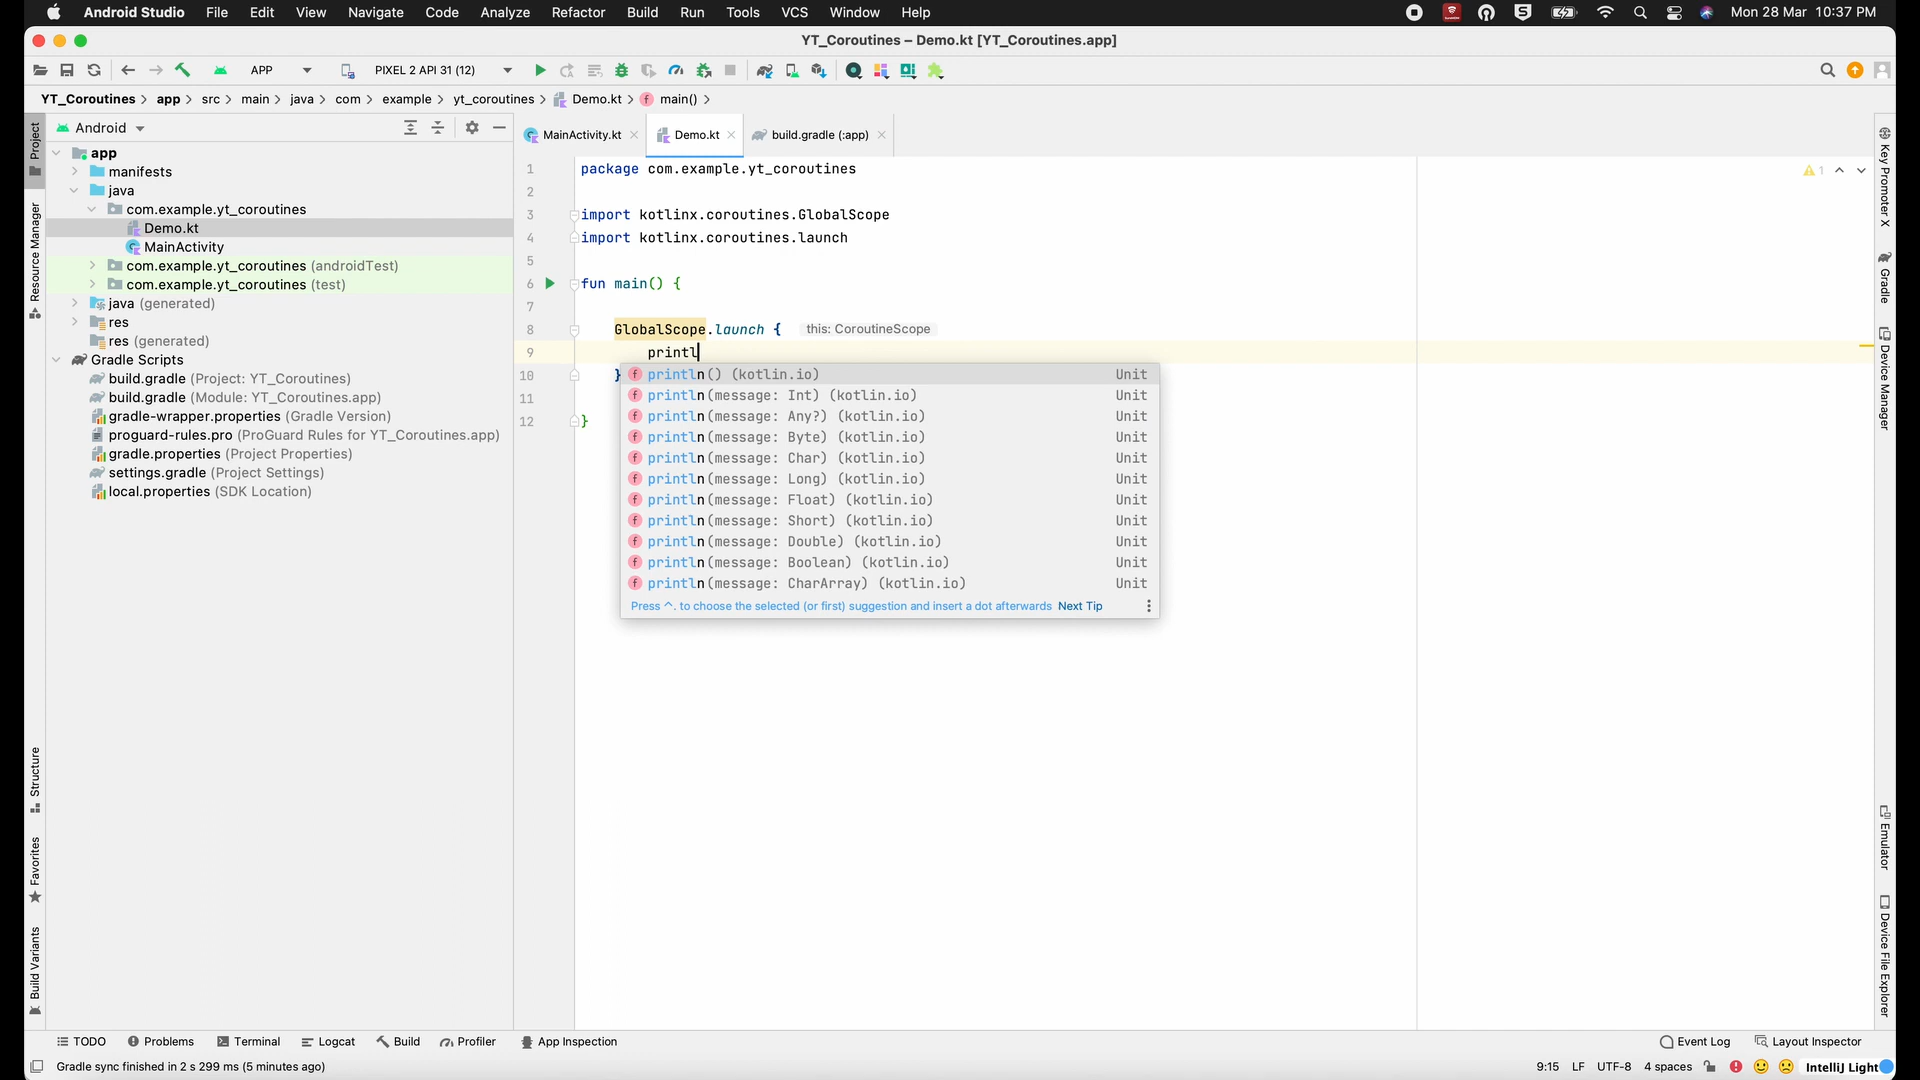 Android Studio File Edit View Navigate Code Analyze Refactor Build Run Tools VCS Window Help Mon 28 Mar 10:37 PM
YT_Coroutines – Demo.kt [YT_Coroutines.app]
APP PIXEL 2 API 31 (12)
YT_Coroutines app src main java com example yt_coroutines Demo.kt main()
Android
MainActivity.kt Demo.kt build.gradle (:app)
app
manifests
java
com.example.yt_coroutines
Demo.kt
MainActivity
com.example.yt_coroutines (androidTest)
com.example.yt_coroutines (test)
java (generated)
res
res (generated)
Gradle Scripts
build.gradle (Project: YT_Coroutines)
build.gradle (Module: YT_Coroutines.app)
gradle-wrapper.properties (Gradle Version)
proguard-rules.pro (ProGuard Rules for YT_Coroutines.app)
gradle.properties (Project Properties)
settings.gradle (Project Settings)
local.properties (SDK Location)
Project
Resource Manager
Structure
Favorites
Build Variants
1 package com.example.yt_coroutines
1
2
3 import kotlinx.coroutines.GlobalScope
4 import kotlinx.coroutines.launch
5
6 fun main() {
7
8 GlobalScope.launch { this: CoroutineScope
9 printl
10 }
11
12 }
println() (kotlin.io) Unit
println(message: Int) (kotlin.io) Unit
println(message: Any?) (kotlin.io) Unit
println(message: Byte) (kotlin.io) Unit
println(message: Char) (kotlin.io) Unit
println(message: Long) (kotlin.io) Unit
println(message: Float) (kotlin.io) Unit
println(message: Short) (kotlin.io) Unit
println(message: Double) (kotlin.io) Unit
println(message: Boolean) (kotlin.io) Unit
println(message: CharArray) (kotlin.io) Unit
Press ^. to choose the selected (or first) suggestion and insert a dot afterwards Next Tip
Key Promoter X
Gradle
Device Manager
Emulator
Device File Explorer
TODO Problems Terminal Logcat Build Profiler App Inspection Event Log Layout Inspector
Gradle sync finished in 2 s 299 ms (5 minutes ago) 9:15 LF UTF-8 4 spaces IntelliJ Light